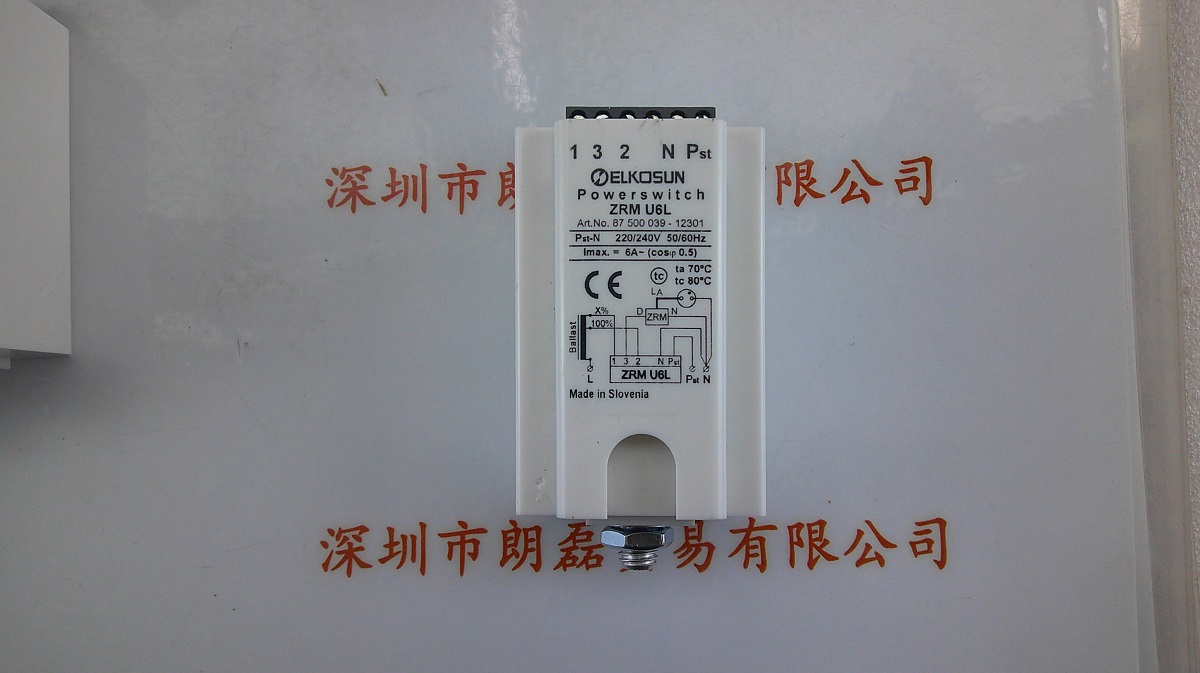 1 3 2 N Pst
深圳市朗
有限公司
ELKOSUN
Powerswitch
ZRM U6L
Art.No. 87 500 039 - 12301
Pst-N 220/240V 50/60Hz
Imax. = 6A~ (cosφ 0.5)
CE tc ta 70°C
tc 80°C
LA
X% D ZRM N
100%
Ballast
1 3 2 N Pst
L ZRM U6L Pst N
Made in Slovenia
深圳市朗磊 易有限公司